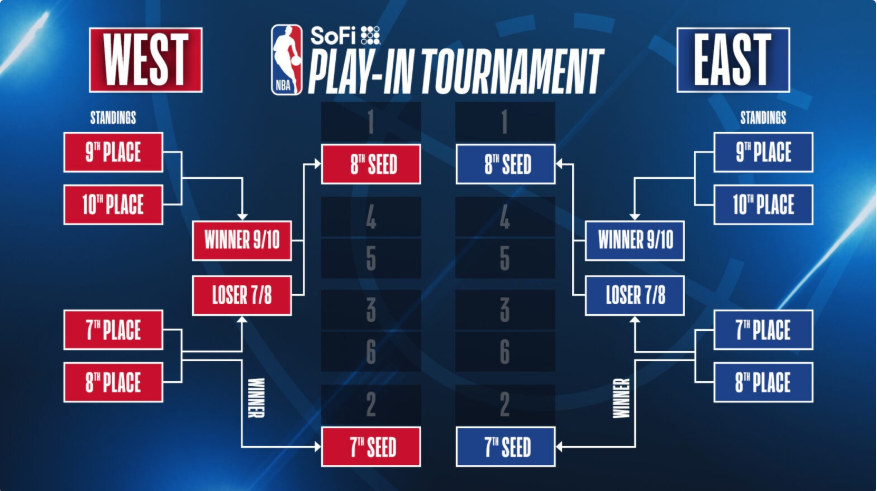 WEST
NBA
SoFi
PLAY-IN TOURNAMENT
EAST
STANDINGS
9TH PLACE
10TH PLACE
WINNER 9/10
LOSER 7/8
7TH PLACE
8TH PLACE
WINNER
1
8TH SEED
4
5
3
6
2
7TH SEED
1
8TH SEED
4
5
3
6
2
7TH SEED
STANDINGS
9TH PLACE
10TH PLACE
WINNER 9/10
LOSER 7/8
7TH PLACE
8TH PLACE
WINNER